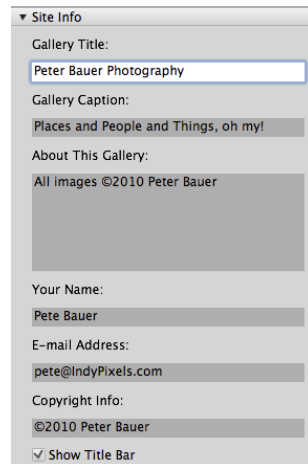 Site Info
Gallery Title:
Peter Bauer Photography
Gallery Caption:
Places and People and Things, oh my!
About This Gallery:
All images ©2010 Peter Bauer
Your Name:
Pete Bauer
E-mail Address:
pete@IndyPixels.com
Copyright Info:
©2010 Peter Bauer
Show Title Bar